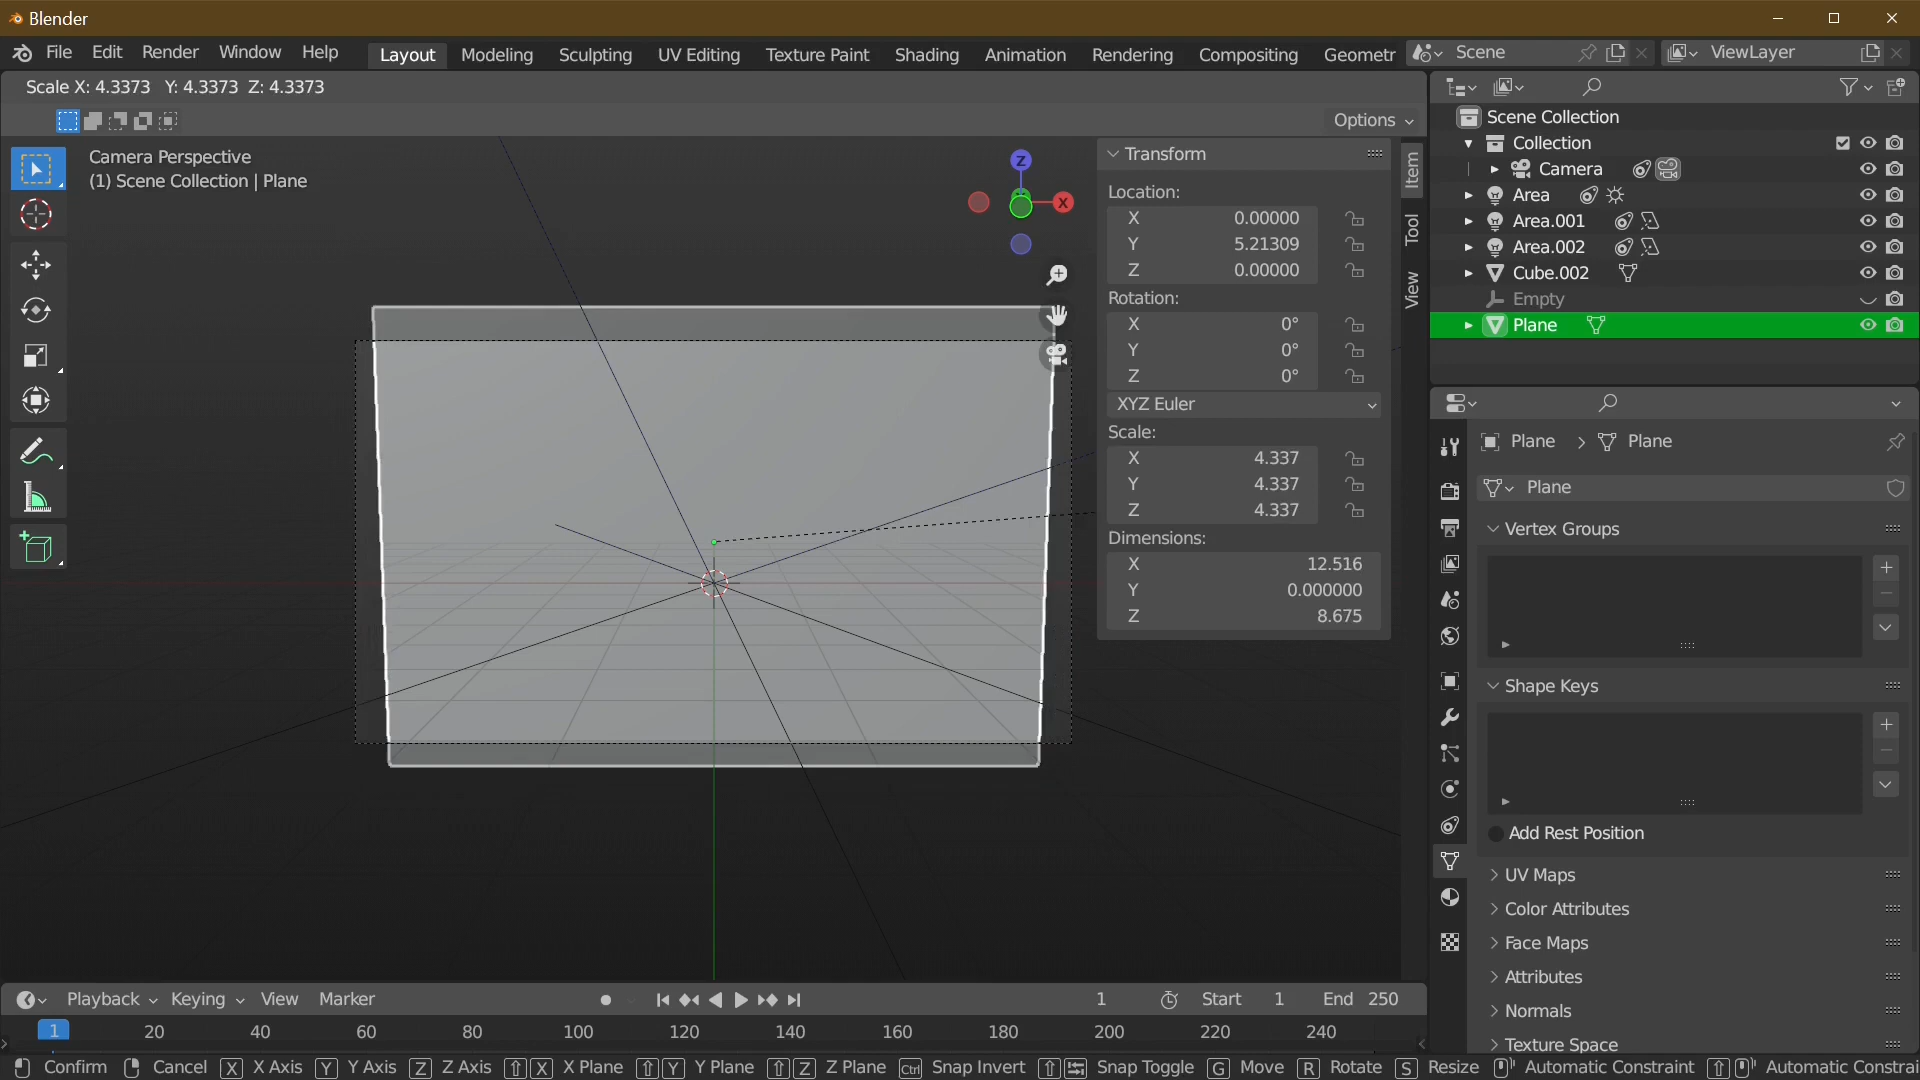 Blender
File Edit Render Window Help Layout Modeling Sculpting UV Editing Texture Paint Shading Animation Rendering Compositing Geometr Scene ViewLayer
Scale X: 4.3373 Y: 4.3373 Z: 4.3373
Options
Camera Perspective
(1) Scene Collection | Plane
Z
X
Transform
Location:
X 0.00000
Y 5.21309
Z 0.00000
Rotation:
X 0°
Y 0°
Z 0°
XYZ Euler
Scale:
X 4.337
Y 4.337
Z 4.337
Dimensions:
X 12.516
Y 0.000000
Z 8.675
Item
Tool
View
Scene Collection
Collection
Camera
Area
Area.001
Area.002
Cube.002
Empty
Plane
Plane > Plane
Plane
Vertex Groups
Shape Keys
Add Rest Position
UV Maps
Color Attributes
Face Maps
Attributes
Normals
Texture Space
Playback Keying View Marker 1 Start 1 End 250
1 20 40 60 80 100 120 140 160 180 200 220 240
Confirm Cancel X X Axis Y Y Axis Z Z Axis X X Plane Y Y Plane Z Z Plane Ctrl Snap Invert Snap Toggle G Move R Rotate S Resize Automatic Constraint Automatic Constrai